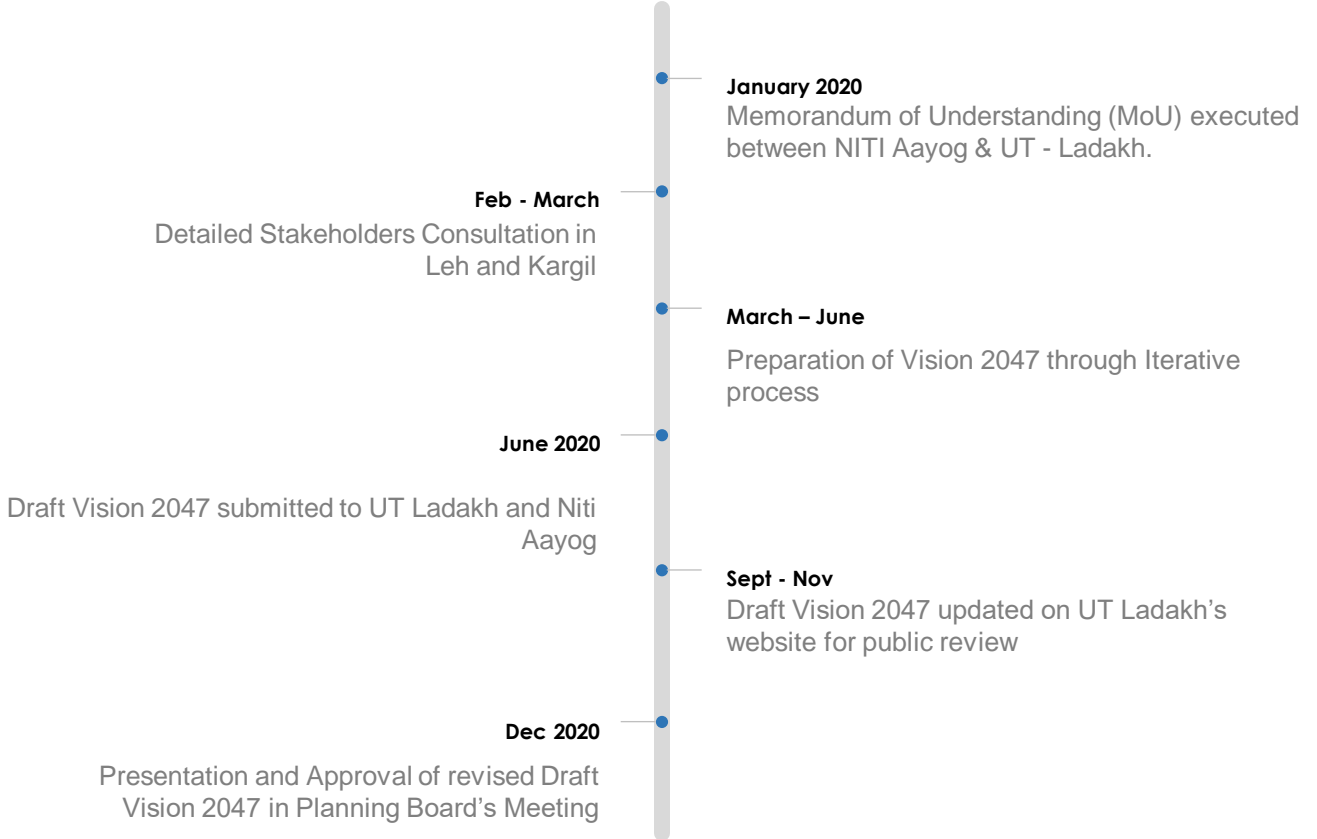 January 2020
Memorandum of Understanding (MoU) executed
between NITI Aayog & UT - Ladakh.
Feb - March
Detailed Stakeholders Consultation in
Leh and Kargil
March – June
Preparation of Vision 2047 through Iterative
process
June 2020
Draft Vision 2047 submitted to UT Ladakh and Niti
Aayog
Sept - Nov
Draft Vision 2047 updated on UT Ladakh’s
website for public review
Dec 2020
Presentation and Approval of revised Draft
Vision 2047 in Planning Board’s Meeting